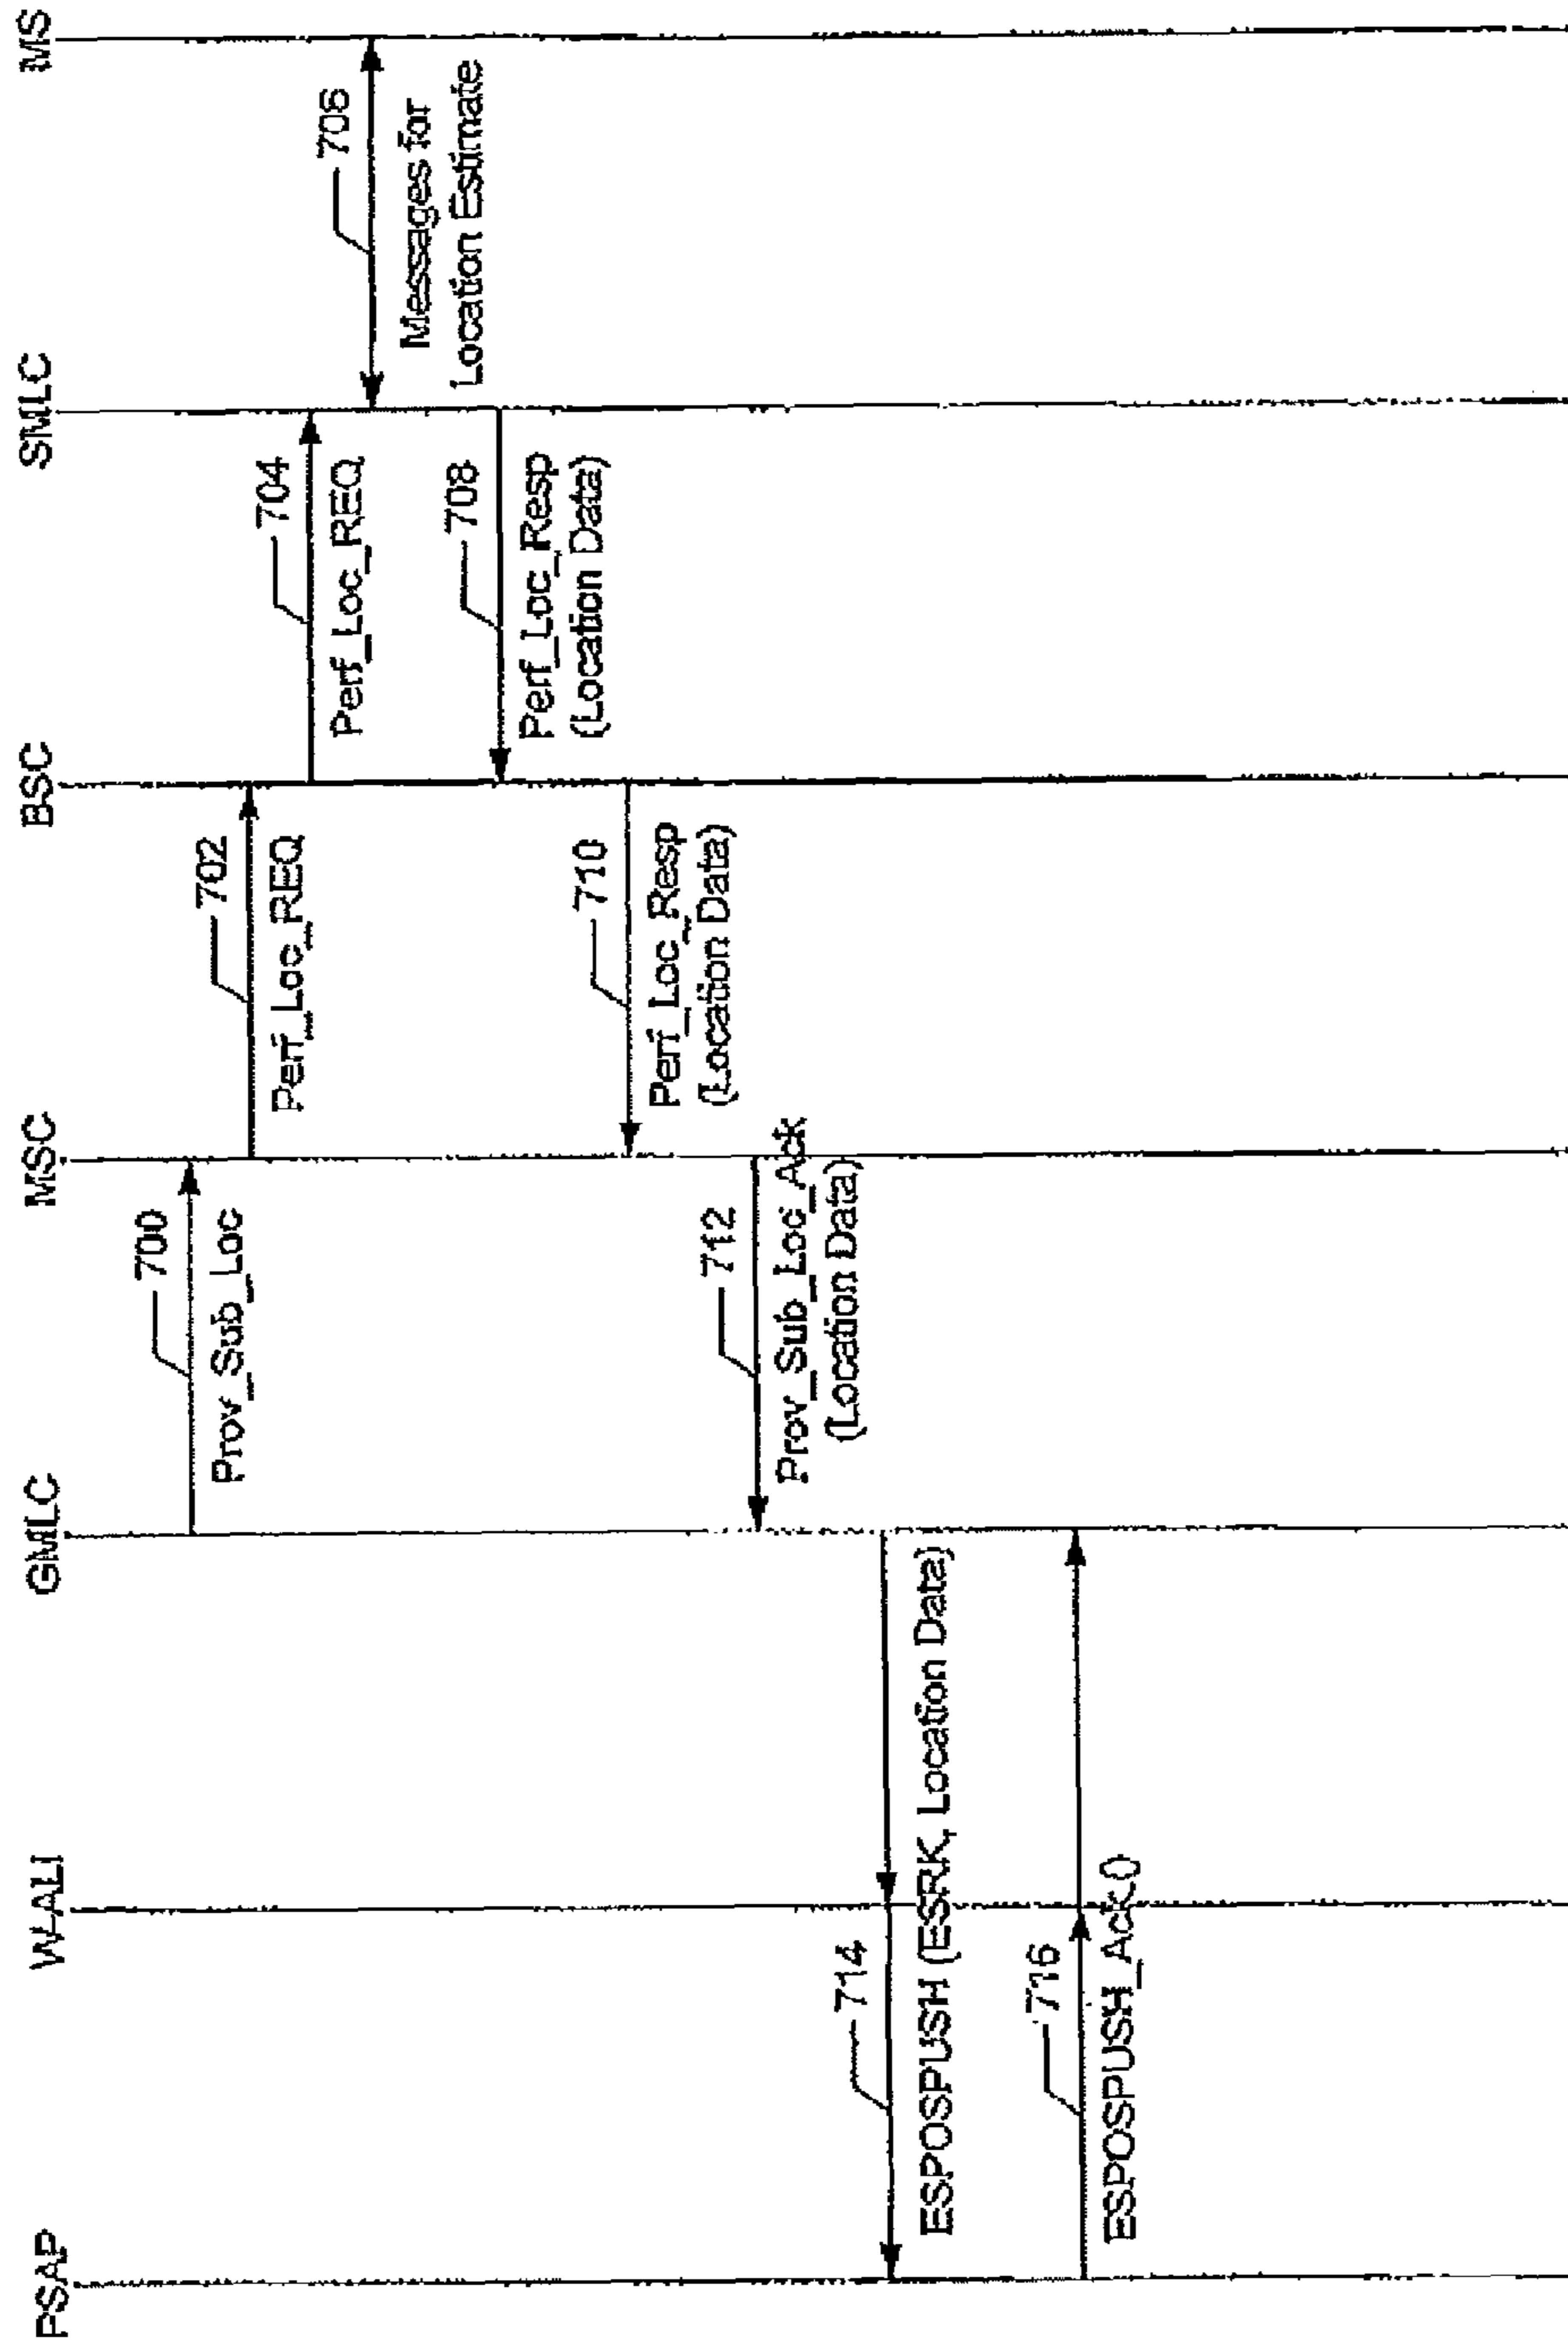 PSAP
W-ALI
GMLC
MSC
BSC
SMLC
MS
700
Prov_Sub_Loc
702
Perf_Loc_REQ
704
Perf_Loc_REQ
706
Messages for
Location Estimate
708
Perf_Loc_Resp
(Location Data)
710
Perf_Loc_Resp
(Location Data)
712
Prov_Sub_Loc_Ack
(Location Data)
714
ESPOSPUSH (ESRK, Location Data)
716
ESPOSPUSH_Ack()